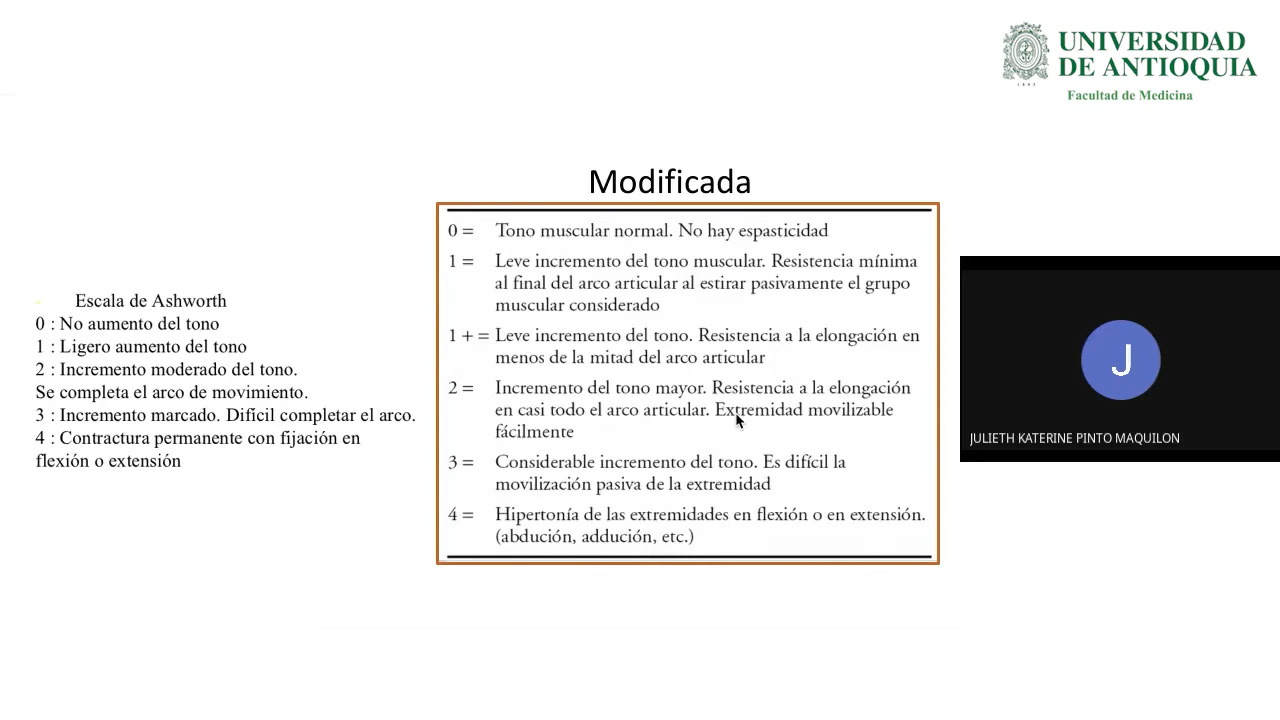 UNIVERSIDAD
DE ANTIOQUIA
1803
Facultad de Medicina
Modificada
- Escala de Ashworth
0 : No aumento del tono
1 : Ligero aumento del tono
2 : Incremento moderado del tono.
Se completa el arco de movimiento.
3 : Incremento marcado. Difícil completar el arco.
4 : Contractura permanente con fijación en
flexión o extensión
0 = Tono muscular normal. No hay espasticidad
1 = Leve incremento del tono muscular. Resistencia mínima
al final del arco articular al estirar pasivamente el grupo
muscular considerado
1 + = Leve incremento del tono. Resistencia a la elongación en
menos de la mitad del arco articular
2 = Incremento del tono mayor. Resistencia a la elongación
en casi todo el arco articular. Extremidad movilizable
fácilmente
3 = Considerable incremento del tono. Es difícil la
movilización pasiva de la extremidad
4 = Hipertonía de las extremidades en flexión o en extensión.
(abdución, addución, etc.)
J
JULIETH KATERINE PINTO MAQUILON